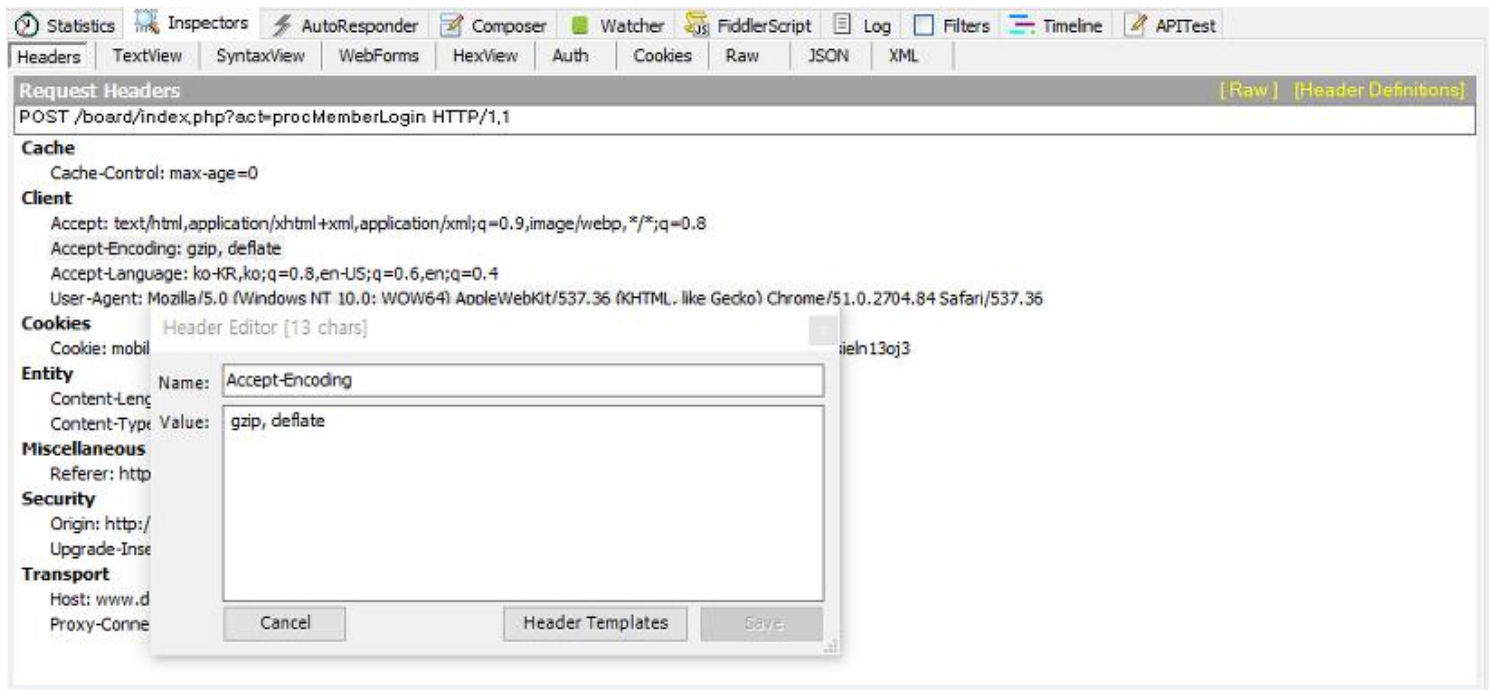 Statistics Inspectors AutoResponder Composer Watcher FiddlerScript Log Filters Timeline APITest
Headers TextView SyntaxView WebForms HexView Auth Cookies Raw JSON XML
Request Headers [Raw] [Header Definitions]
POST /board/index.php?act=procMemberLogin HTTP/1.1
Cache
Cache-Control: max-age=0
Client
Accept: text/html,application/xhtml+xml,application/xml;q=0.9,image/webp,*/*;q=0.8
Accept-Encoding: gzip, deflate
Accept-Language: ko-KR,ko;q=0.8,en-US;q=0.6,en;q=0.4
User-Agent: Mozilla/5.0 (Windows NT 10.0; WOW64) AppleWebKit/537.36 (KHTML, like Gecko) Chrome/51.0.2704.84 Safari/537.36
Cookies
Cookie: mobil
ieln13oj3
Entity
Content-Leng
Content-Type
Miscellaneous
Referer: http
Security
Origin: http:/
Upgrade-Inse
Transport
Host: www.d
Proxy-Conne
Header Editor [13 chars]
Name: Accept-Encoding
Value: gzip, deflate
Cancel Header Templates Save